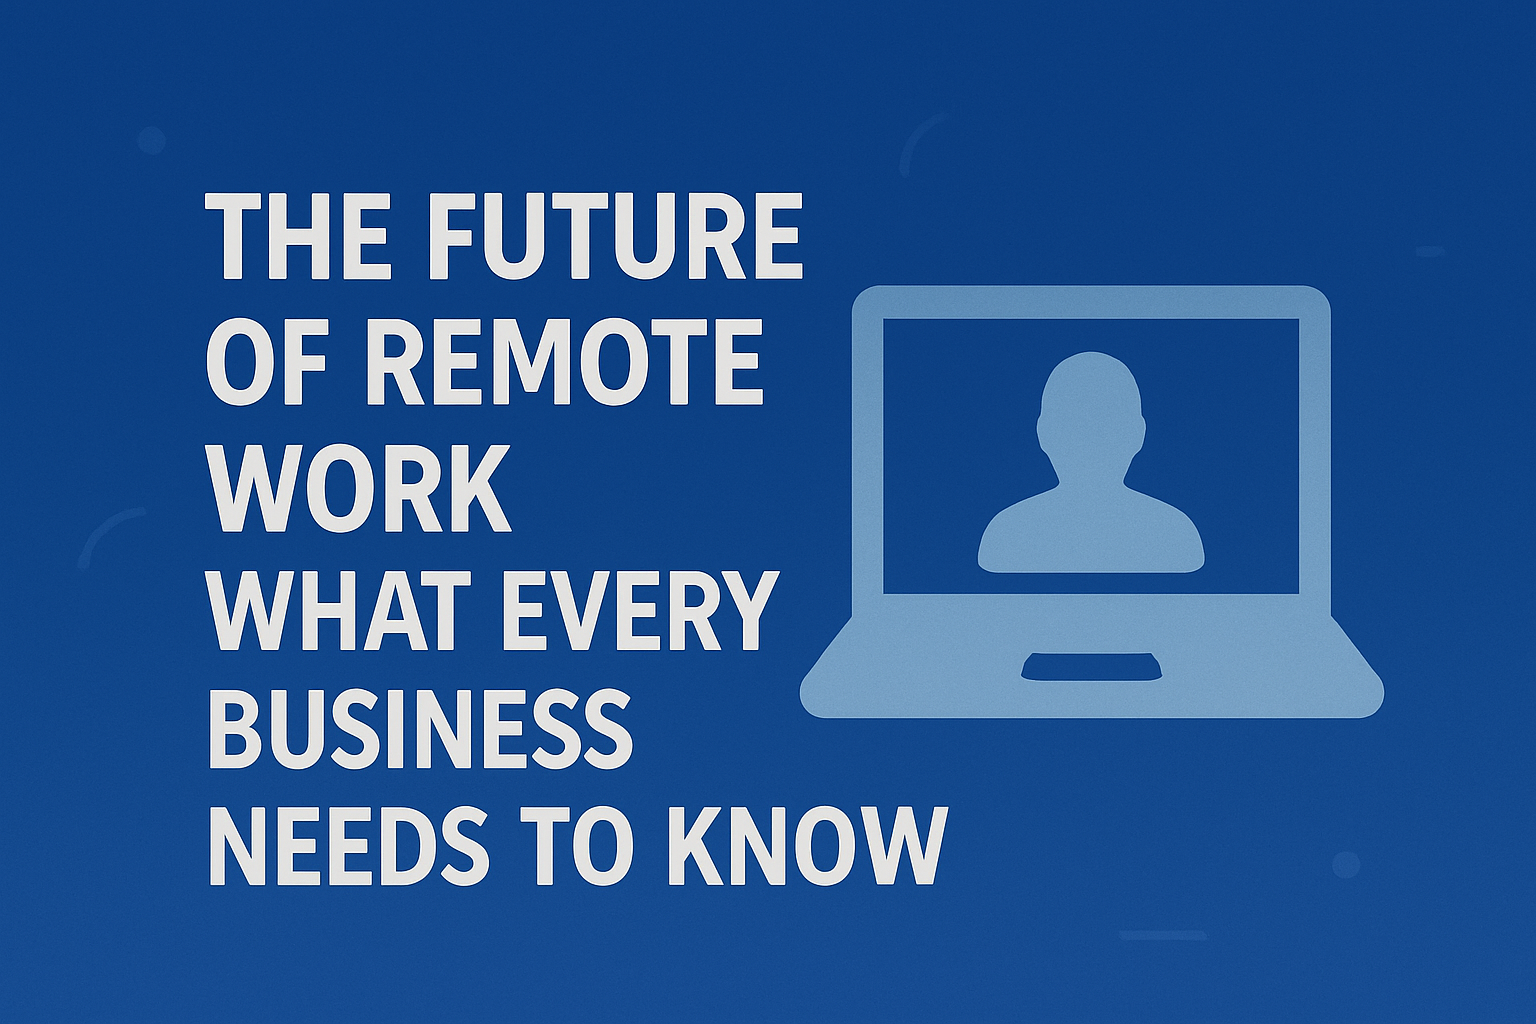 THE FUTURE
OF REMOTE
WORK
WHAT EVERY
BUSINESS
NEEDS TO KNOW